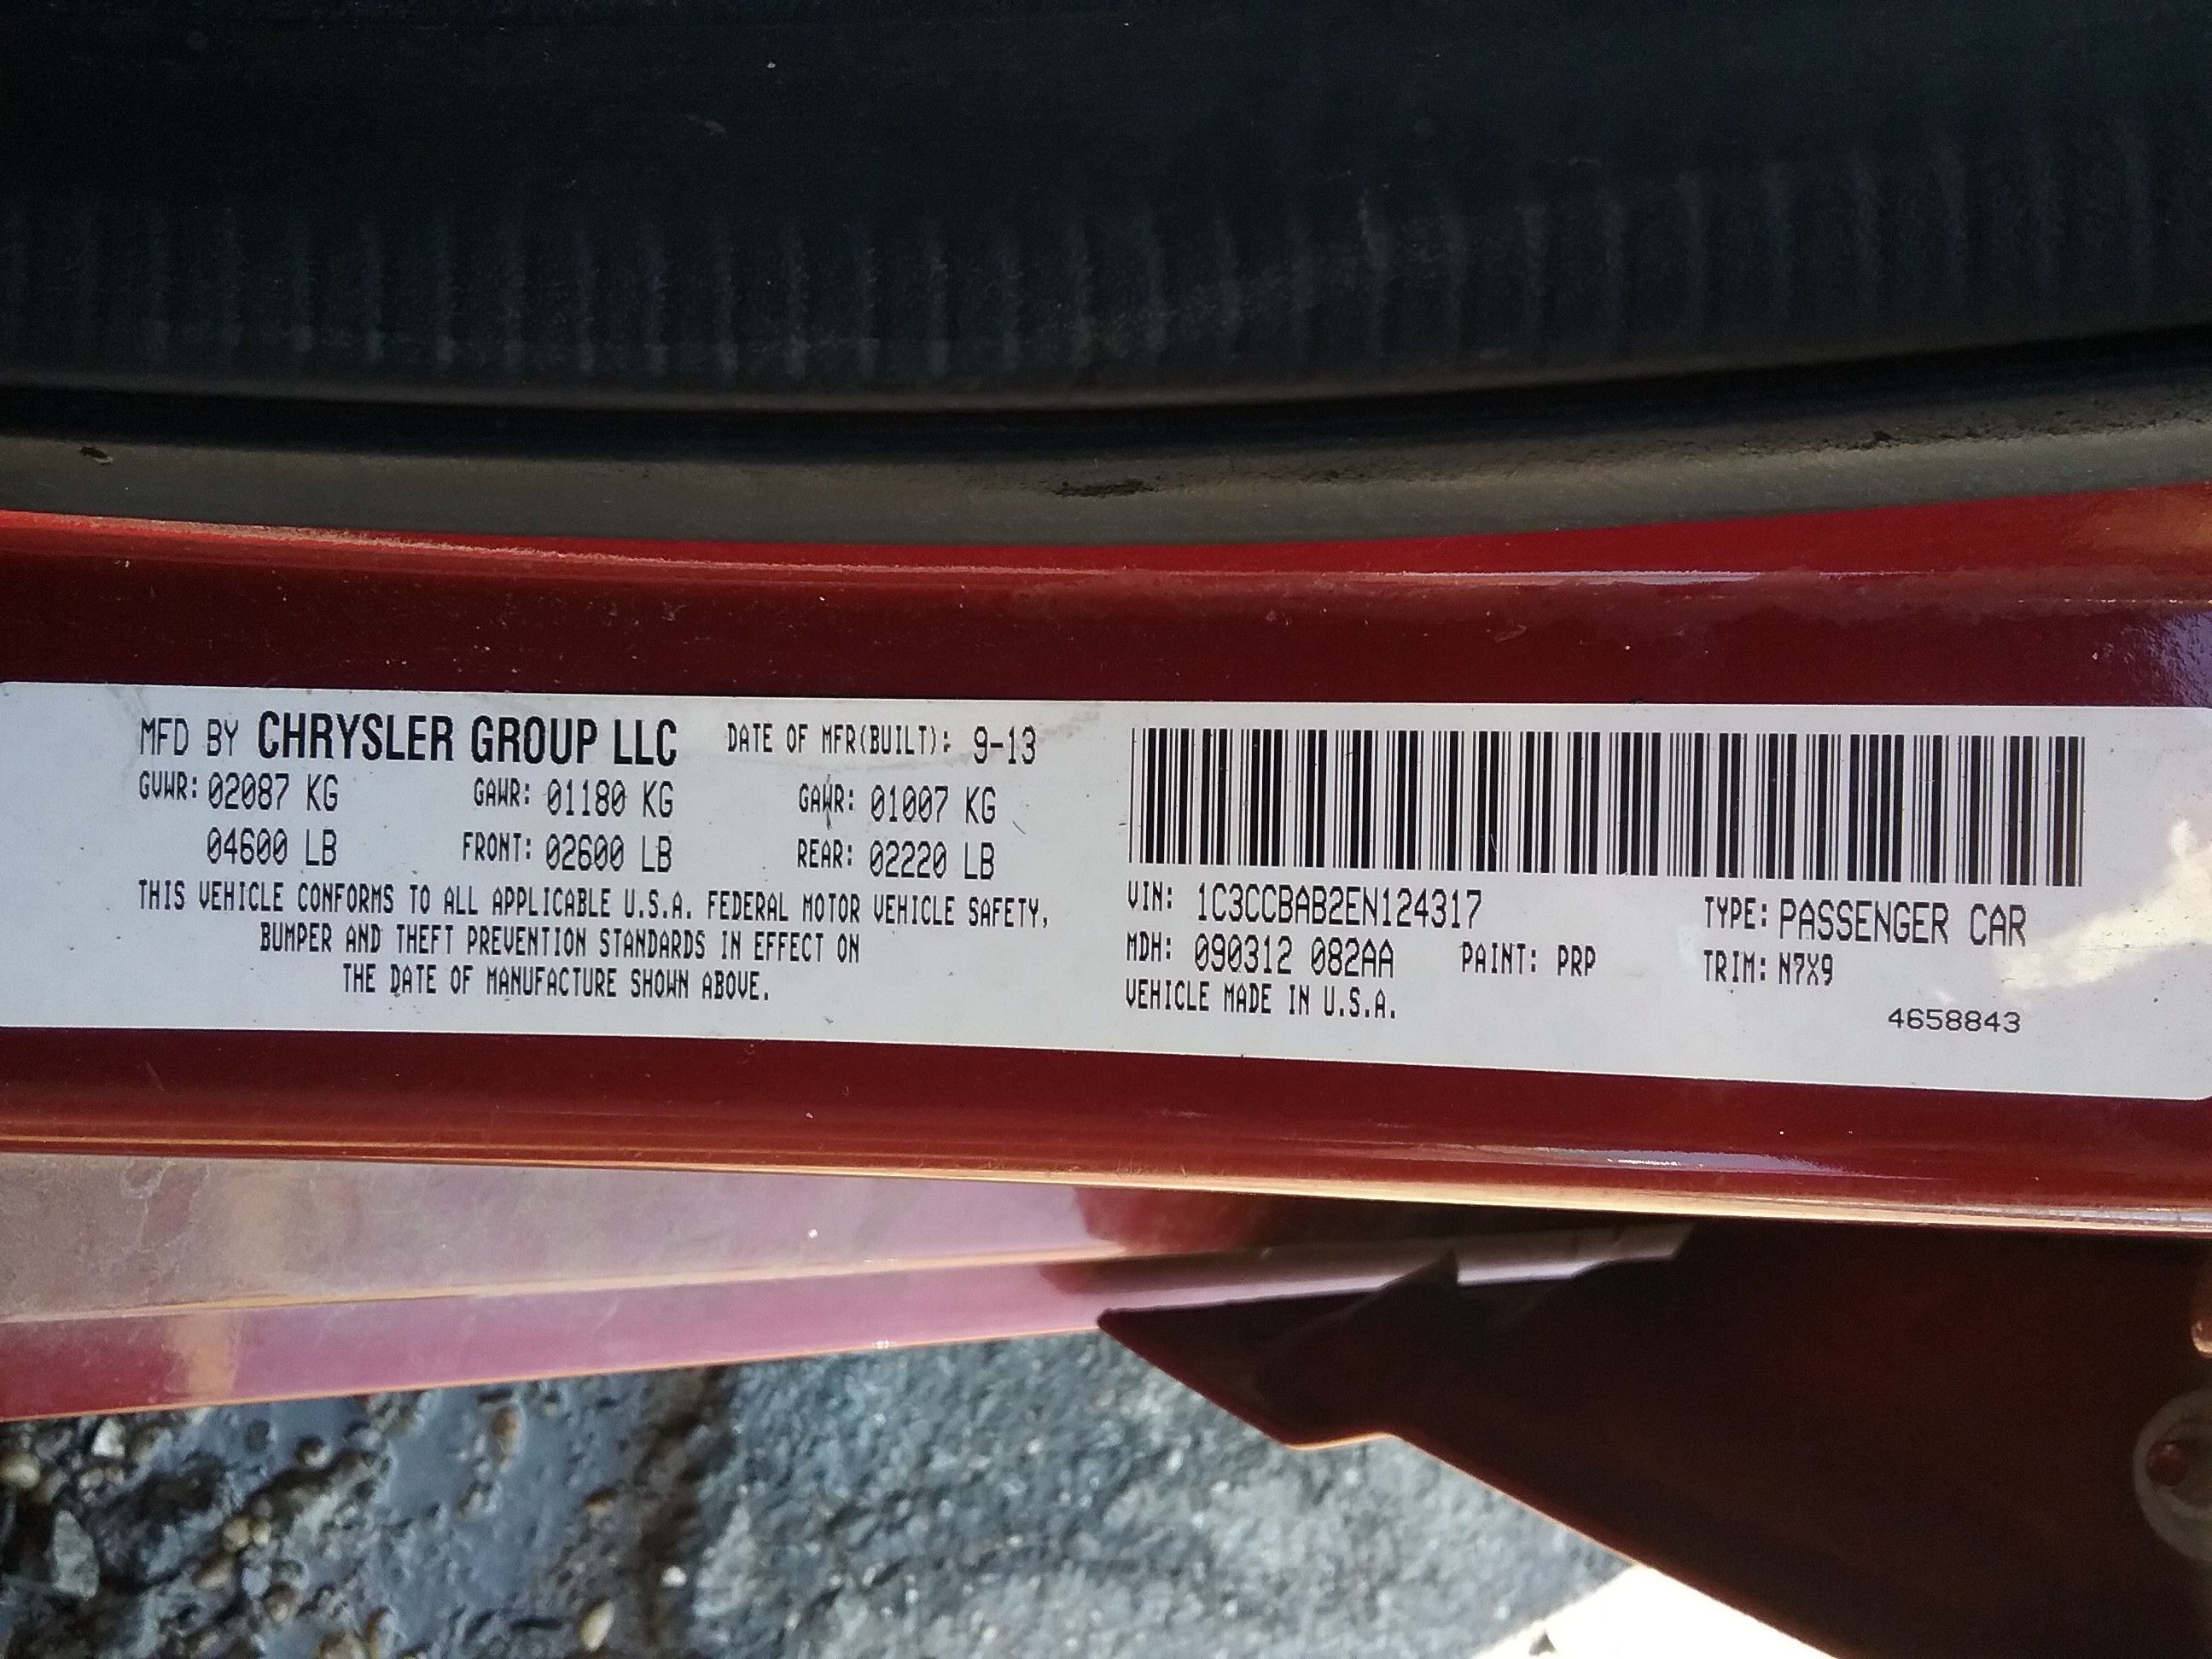 MFD BY CHRYSLER GROUP LLC DATE OF MFR(BUILT): 9-13
GVWR: 02087 KG GAWR: 01180 KG GAWR: 01007 KG
04600 LB FRONT: 02600 LB REAR: 02220 LB
THIS VEHICLE CONFORMS TO ALL APPLICABLE U.S.A. FEDERAL MOTOR VEHICLE SAFETY,
BUMPER AND THEFT PREVENTION STANDARDS IN EFFECT ON
THE DATE OF MANUFACTURE SHOWN ABOVE.
VIN: 1C3CCBAB2EN124317 TYPE: PASSENGER CAR
MDH: 090312 082AA PAINT: PRP TRIM: N7X9
VEHICLE MADE IN U.S.A.
4658843